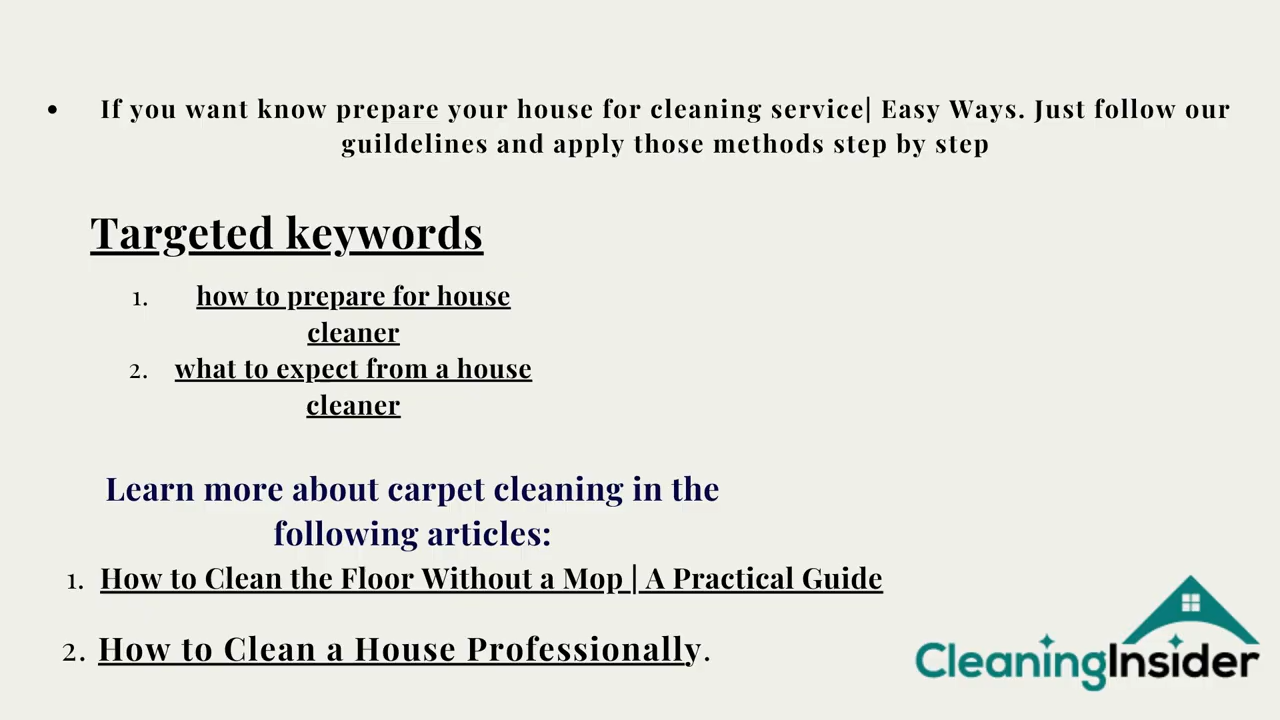 • If you want know prepare your house for cleaning service| Easy Ways. Just follow our
guildelines and apply those methods step by step
Targeted keywords
1. how to prepare for house
cleaner
2. what to expect from a house
cleaner
Learn more about carpet cleaning in the
following articles:
1. How to Clean the Floor Without a Mop | A Practical Guide
2. How to Clean a House Professionally.
CleaningInsider